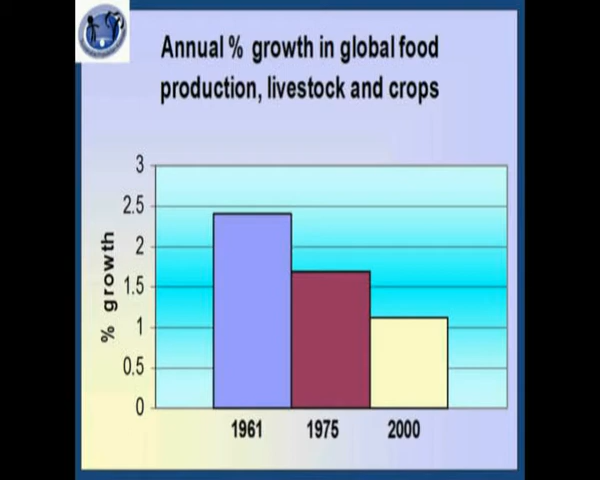 Annual % growth in global food
production, livestock and crops
3
2.5
2
1.5
1
0.5
0
% growth
1961 1975 2000